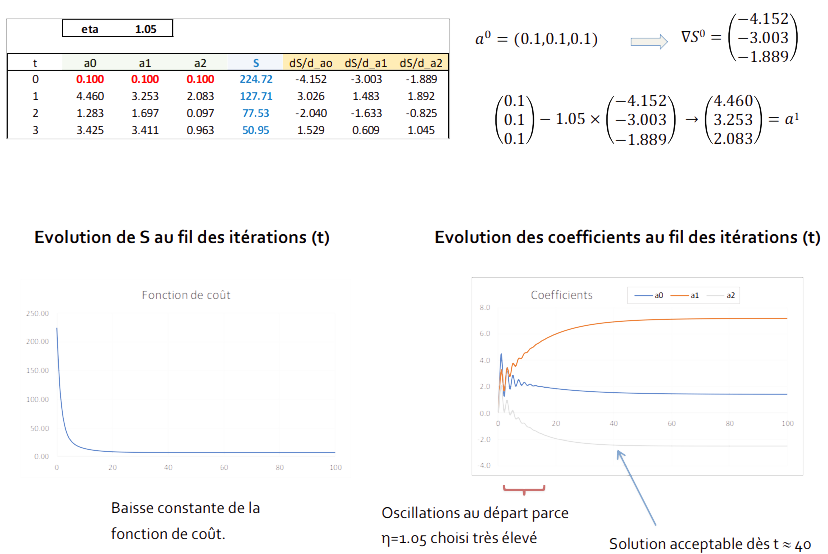 eta 1.05
t a0 a1 a2 S dS/d_ao dS/d_a1 dS/d_a2
0 0.100 0.100 0.100 224.72 -4.152 -3.003 -1.889
1 4.460 3.253 2.083 127.71 3.026 1.483 1.892
2 1.283 1.697 0.097 77.53 -2.040 -1.633 -0.825
3 3.425 3.411 0.963 50.95 1.529 0.609 1.045
a⁰ = (0.1,0.1,0.1) ∇S⁰ = (−4.152 −3.003 −1.889)
(0.1 0.1 0.1) − 1.05 × (−4.152 −3.003 −1.889) → (4.460 3.253 2.083) = a¹
Evolution de S au fil des itérations (t)
Fonction de coût
250.00
200.00
150.00
100.00
50.00
0.00
0 20 40 60 80 100
Baisse constante de la
fonction de coût.
Evolution des coefficients au fil des itérations (t)
Coefficients
a0 a1 a2
8.0
6.0
4.0
2.0
0.0
2.0
4.0
0 20 40 60 80 100
Oscillations au départ parce
η=1.05 choisi très élevé
Solution acceptable dès t ≈ 40